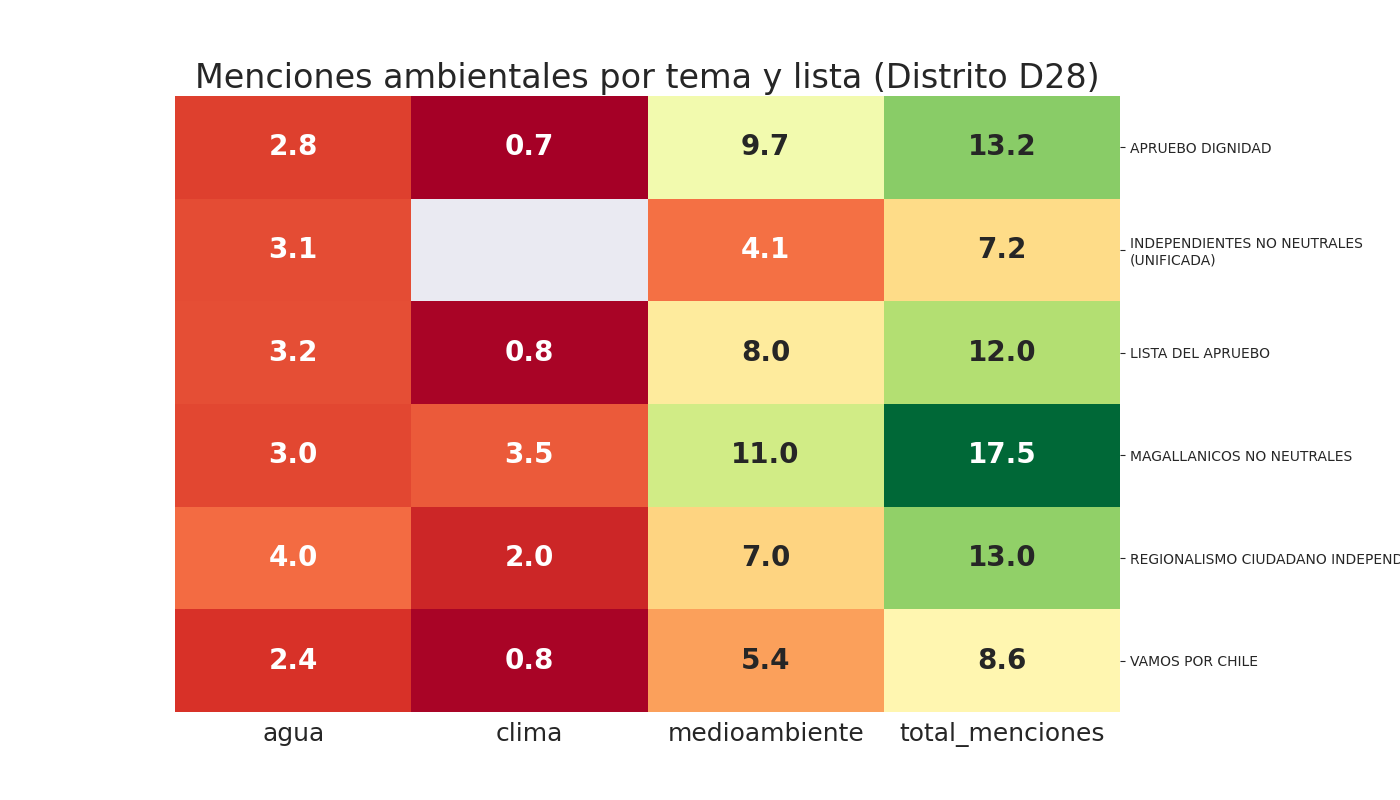 Menciones ambientales por tema y lista (Distrito D28)
2.8 0.7 9.7 13.2 APRUEBO DIGNIDAD
3.1 4.1 7.2 INDEPENDIENTES NO NEUTRALES
(UNIFICADA)
3.2 0.8 8.0 12.0 LISTA DEL APRUEBO
3.0 3.5 11.0 17.5 MAGALLANICOS NO NEUTRALES
4.0 2.0 7.0 13.0 REGIONALISMO CIUDADANO INDEPEND
2.4 0.8 5.4 8.6 VAMOS POR CHILE
agua clima medioambiente total_menciones